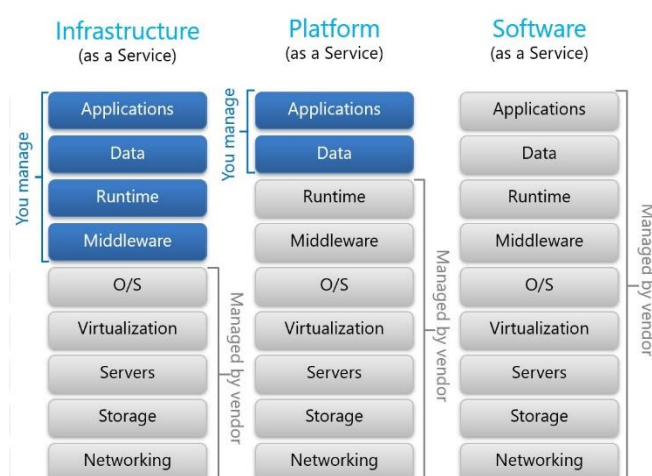 Infrastructure
(as a Service)
You manage
Applications
Data
Runtime
Middleware
O/S
Virtualization
Servers
Storage
Networking
Managed by vendor
Platform
(as a Service)
You manage
Applications
Data
Runtime
Middleware
O/S
Virtualization
Servers
Storage
Networking
Managed by vendor
Software
(as a Service)
Applications
Data
Runtime
Middleware
O/S
Virtualization
Servers
Storage
Networking
Managed by vendor